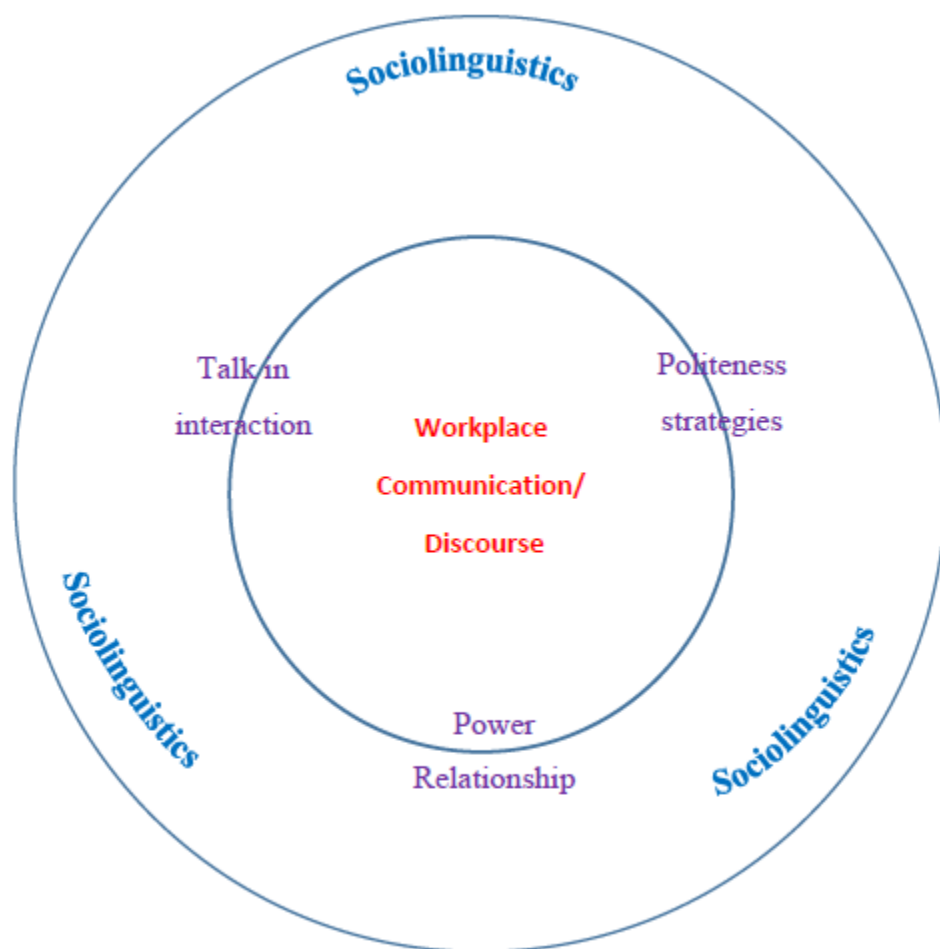 Sociolinguistics
Talk in
interaction
Politeness
strategies
Workplace
Communication/
Discourse
Sociolinguistics
Sociolinguistics
Power
Relationship